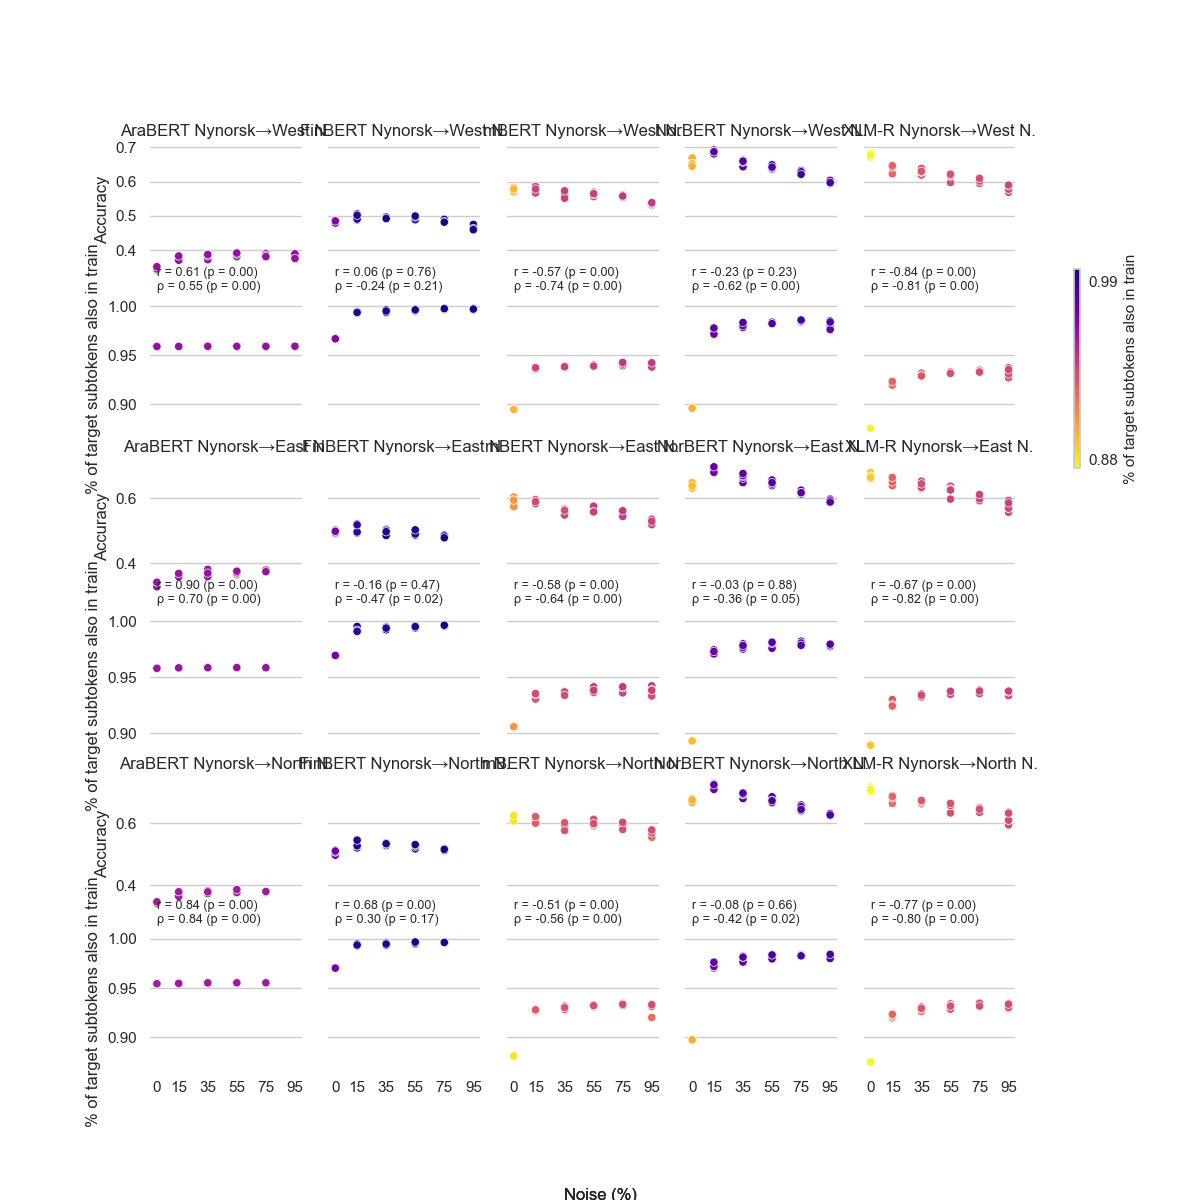 AraBERT Nynorsk→West N.
FinBERT Nynorsk→West N.
mBERT Nynorsk→West N.
NorBERT Nynorsk→West N.
XLM-R Nynorsk→West N.
Accuracy
0.7
0.6
0.5
0.4
r = 0.61 (p = 0.00)
ρ = 0.55 (p = 0.00)
r = 0.06 (p = 0.76)
ρ = -0.24 (p = 0.21)
r = -0.57 (p = 0.00)
ρ = -0.74 (p = 0.00)
r = -0.23 (p = 0.23)
ρ = -0.62 (p = 0.00)
r = -0.84 (p = 0.00)
ρ = -0.81 (p = 0.00)
% of target subtokens also in train
1.00
0.95
0.90
AraBERT Nynorsk→East N.
FinBERT Nynorsk→East N.
mBERT Nynorsk→East N.
NorBERT Nynorsk→East N.
XLM-R Nynorsk→East N.
Accuracy
0.6
0.4
r = 0.90 (p = 0.00)
ρ = 0.70 (p = 0.00)
r = -0.16 (p = 0.47)
ρ = -0.47 (p = 0.02)
r = -0.58 (p = 0.00)
ρ = -0.64 (p = 0.00)
r = -0.03 (p = 0.88)
ρ = -0.36 (p = 0.05)
r = -0.67 (p = 0.00)
ρ = -0.82 (p = 0.00)
% of target subtokens also in train
1.00
0.95
0.90
AraBERT Nynorsk→North N.
FinBERT Nynorsk→North N.
mBERT Nynorsk→North N.
NorBERT Nynorsk→North N.
XLM-R Nynorsk→North N.
Accuracy
0.6
0.4
r = 0.84 (p = 0.00)
ρ = 0.84 (p = 0.00)
r = 0.68 (p = 0.00)
ρ = 0.30 (p = 0.17)
r = -0.51 (p = 0.00)
ρ = -0.56 (p = 0.00)
r = -0.08 (p = 0.66)
ρ = -0.42 (p = 0.02)
r = -0.77 (p = 0.00)
ρ = -0.80 (p = 0.00)
% of target subtokens also in train
1.00
0.95
0.90
0 15 35 55 75 95
0 15 35 55 75 95
0 15 35 55 75 95
0 15 35 55 75 95
0 15 35 55 75 95
Noise (%)
0.99
0.88
% of target subtokens also in train